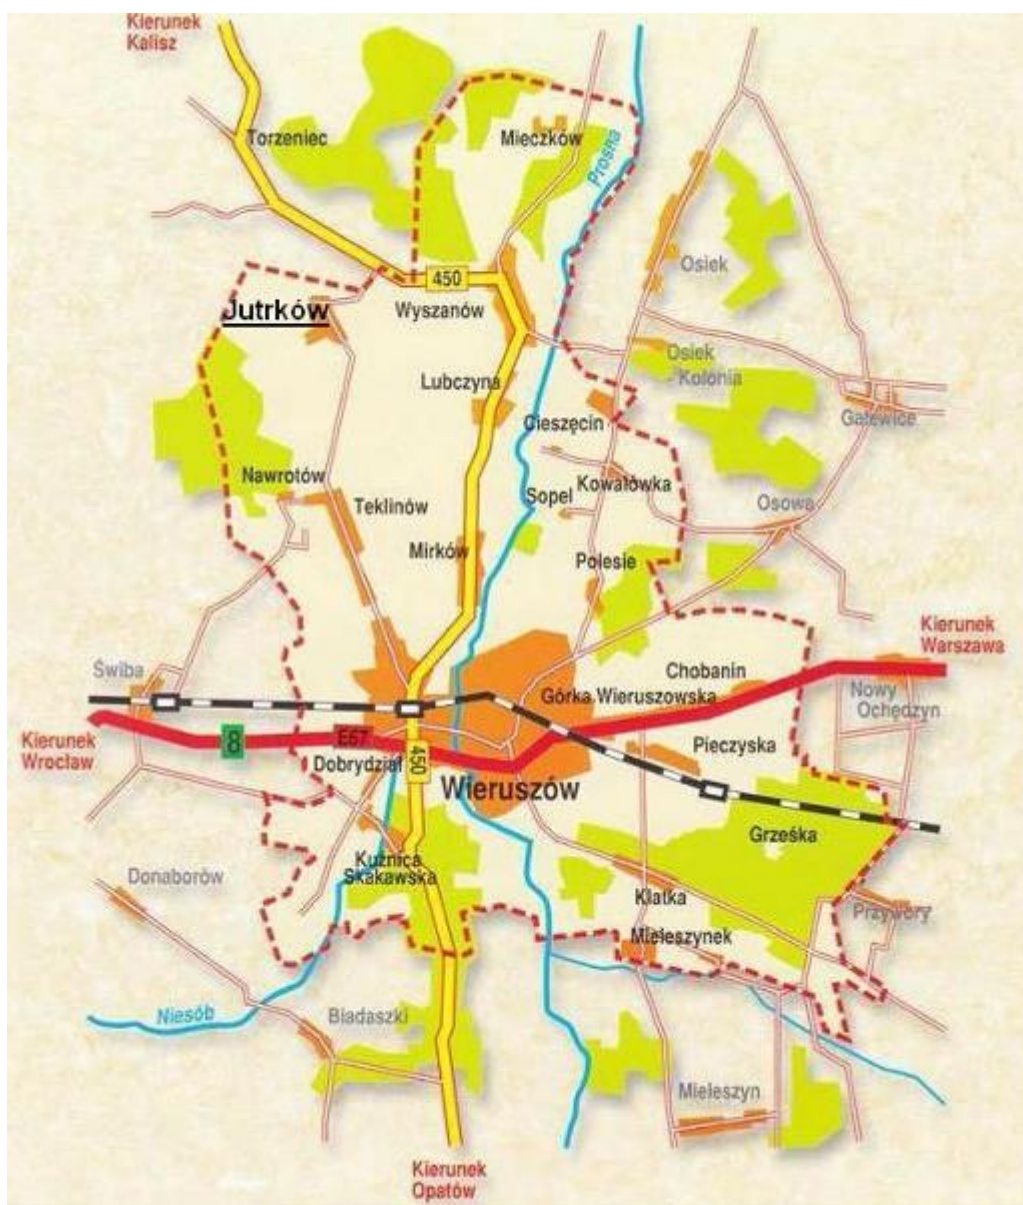 Kierunek
Kalisz
Torzeniec
Mieczków
Prosna
Osiek
450
Jutrków
Wyszanów
Osiek
-Kolonia
Lubczyna
Cieszęcin
Galewice
Nawrotów
Kowalówka
Teklinów
Sopel
Osowa
Mirków
Polesie
Kierunek
Warszawa
Świba
Chobanin
Górka Wieruszowska
Nowy
Ochędzyn
Kierunek
Wrocław
8
E67
Pieczyska
Dobrydział
450
Wieruszów
Grześka
Kuźnica
Skakawska
Donaborów
Klatka
Przywory
Mieleszynek
Niesób
Biadaszki
Mieleszyn
Kierunek
Opatów